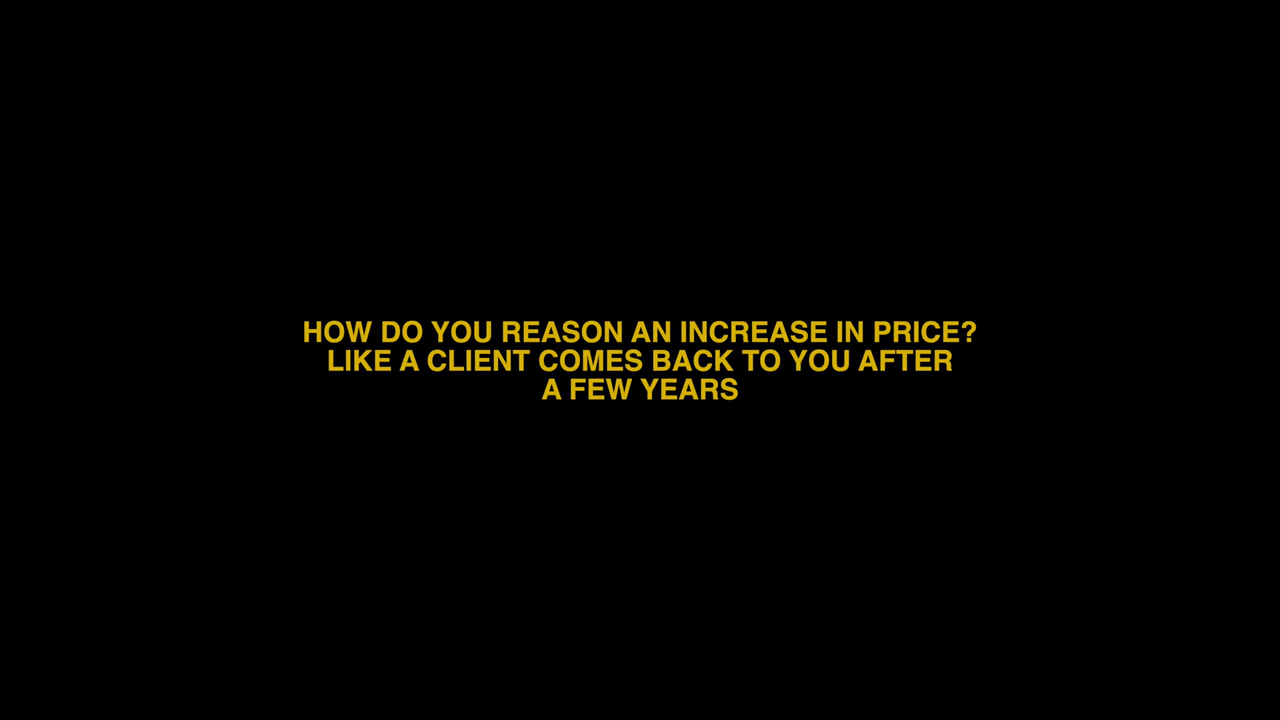 HOW DO YOU REASON AN INCREASE IN PRICE?
LIKE A CLIENT COMES BACK TO YOU AFTER
A FEW YEARS